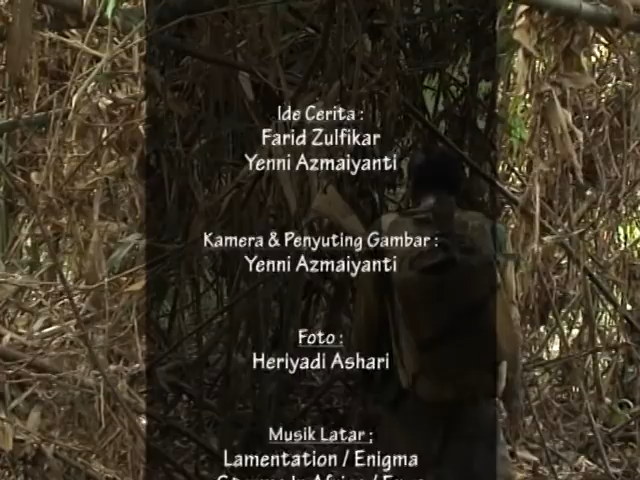 Ide Cerita :
Farid Zulfikar
Yenni Azmaiyanti
Kamera & Penyuting Gambar :
Yenni Azmaiyanti
Foto :
Heriyadi Ashari
Musik Latar :
Lamentation / Enigma